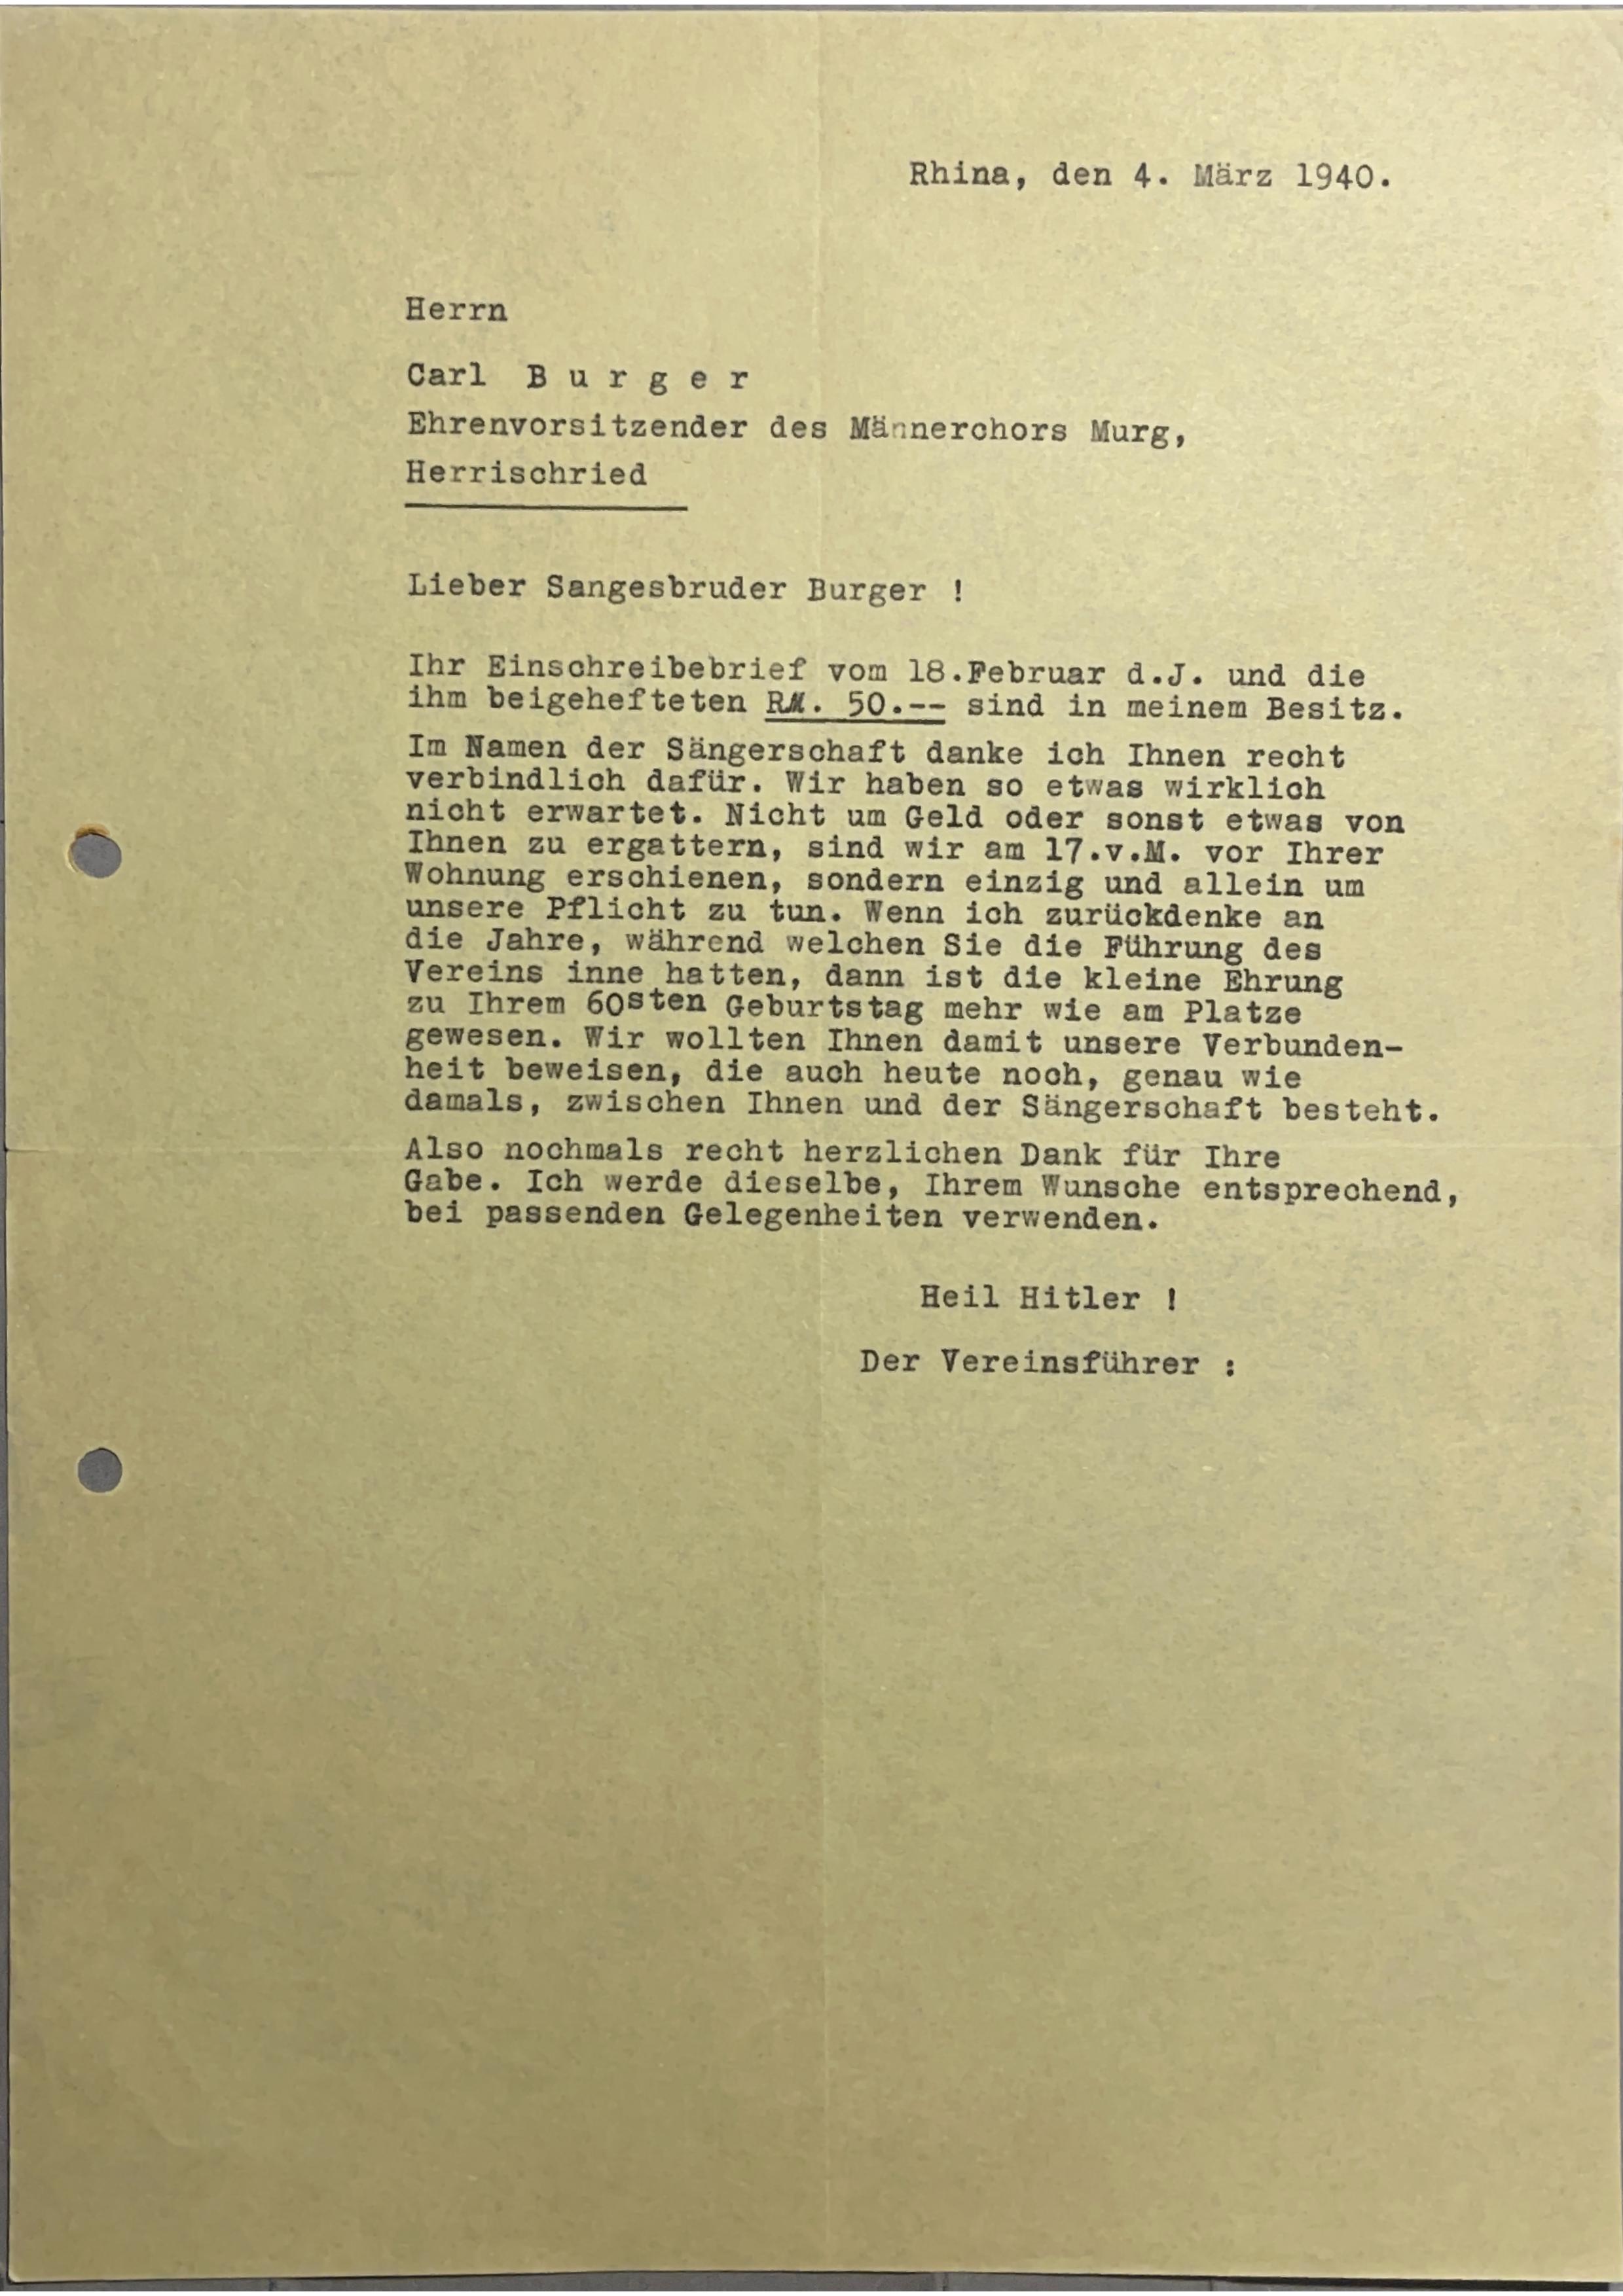 Rhina, den 4. März 1940.
Herrn
Carl B u r g e r
Ehrenvorsitzender des Männerchors Murg,
Herrischried
Lieber Sangesbruder Burger !
Ihr Einschreibebrief vom 18.Februar d.J. und die
ihm beigehefteten RM. 50.-- sind in meinem Besitz.
Im Namen der Sängerschaft danke ich Ihnen recht
verbindlich dafür. Wir haben so etwas wirklich
nicht erwartet. Nicht um Geld oder sonst etwas von
Ihnen zu ergattern, sind wir am 17.v.M. vor Ihrer
Wohnung erschienen, sondern einzig und allein um
unsere Pflicht zu tun. Wenn ich zurückdenke an
die Jahre, während welchen Sie die Führung des
Vereins inne hatten, dann ist die kleine Ehrung
zu Ihrem 60sten Geburtstag mehr wie am Platze
gewesen. Wir wollten Ihnen damit unsere Verbunden-
heit beweisen, die auch heute noch, genau wie
damals, zwischen Ihnen und der Sängerschaft besteht.
Also nochmals recht herzlichen Dank für Ihre
Gabe. Ich werde dieselbe, Ihrem Wunsche entsprechend,
bei passenden Gelegenheiten verwenden.
Heil Hitler !
Der Vereinsführer :